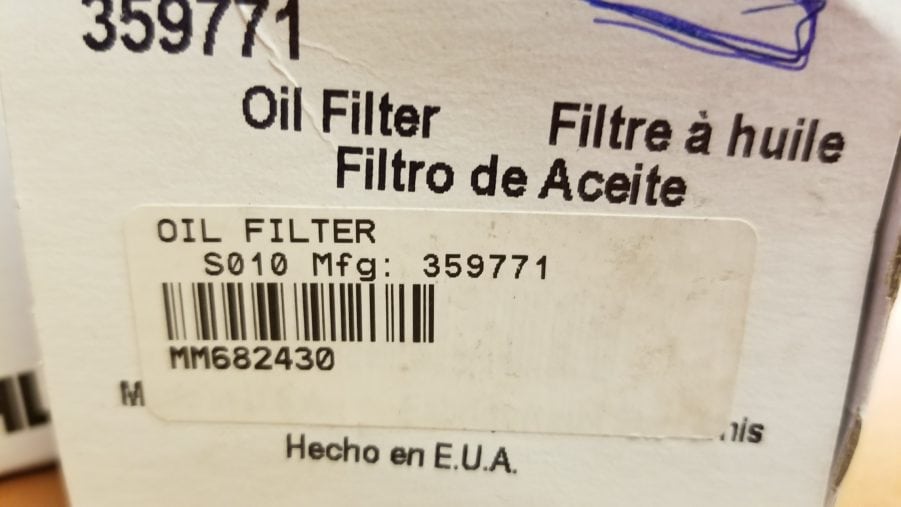 359771
Oil Filter
Filtre à huile
Filtro de Aceite
OIL FILTER
S010 Mfg: 359771
MM682430
Hecho en E.U.A.